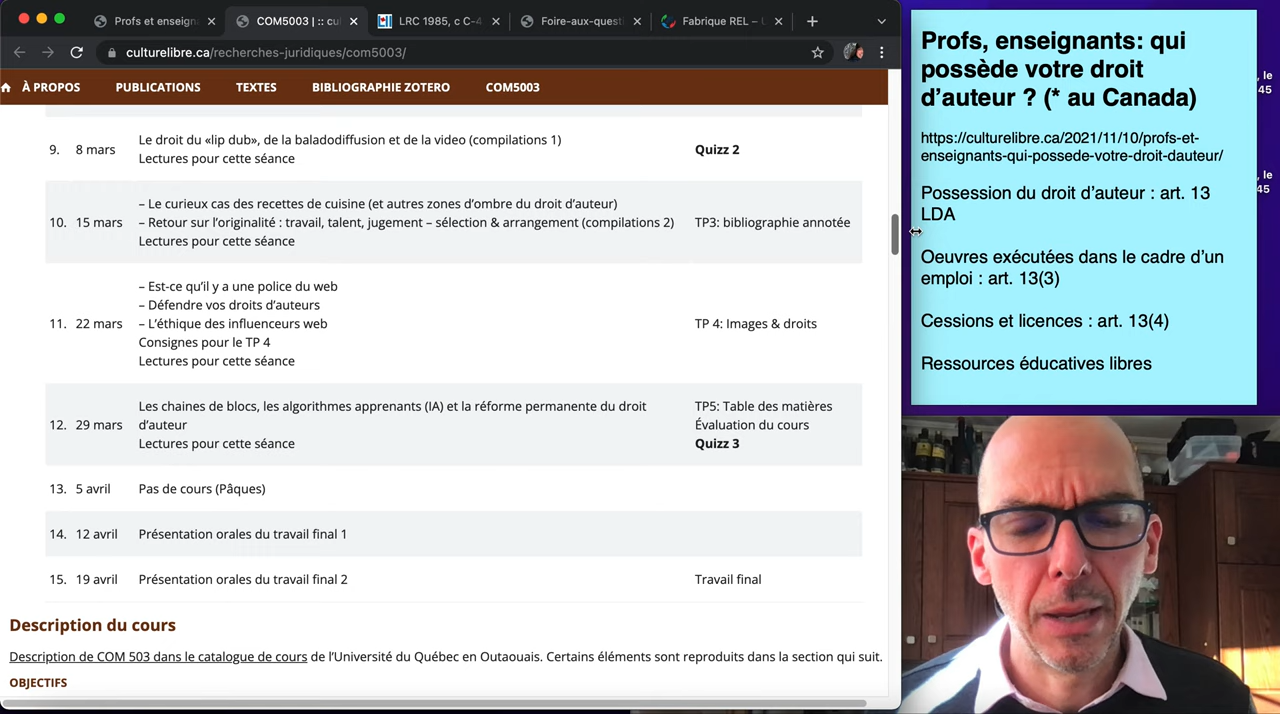 Profs et enseign
COM5003 | :: cul
LRC 1985, c C-4
Foire-aux-quest
Fabrique REL – U
culturelibre.ca/recherches-juridiques/com5003/
À PROPOS
PUBLICATIONS
TEXTES
BIBLIOGRAPHIE ZOTERO
COM5003
9.
8 mars
Le droit du «lip dub», de la baladodiffusion et de la video (compilations 1)
Lectures pour cette séance
Quizz 2
10.
15 mars
– Le curieux cas des recettes de cuisine (et autres zones d'ombre du droit d'auteur)
– Retour sur l'originalité : travail, talent, jugement – sélection & arrangement (compilations 2)
Lectures pour cette séance
TP3: bibliographie annotée
11.
22 mars
– Est-ce qu'il y a une police du web
– Défendre vos droits d'auteurs
– L'éthique des influenceurs web
Consignes pour le TP 4
Lectures pour cette séance
TP 4: Images & droits
12.
29 mars
Les chaines de blocs, les algorithmes apprenants (IA) et la réforme permanente du droit
d'auteur
Lectures pour cette séance
TP5: Table des matières
Évaluation du cours
Quizz 3
13.
5 avril
Pas de cours (Pâques)
14.
12 avril
Présentation orales du travail final 1
15.
19 avril
Présentation orales du travail final 2
Travail final
Description du cours
Description de COM 503 dans le catalogue de cours de l'Université du Québec en Outaouais. Certains éléments sont reproduits dans la section qui suit.
OBJECTIFS
Profs, enseignants: qui
possède votre droit
d'auteur ? (* au Canada)
https://culturelibre.ca/2021/11/10/profs-et-
enseignants-qui-possede-votre-droit-dauteur/
Possession du droit d'auteur : art. 13
LDA
Oeuvres exécutées dans le cadre d'un
emploi : art. 13(3)
Cessions et licences : art. 13(4)
Ressources éducatives libres
, le
45
, le
45